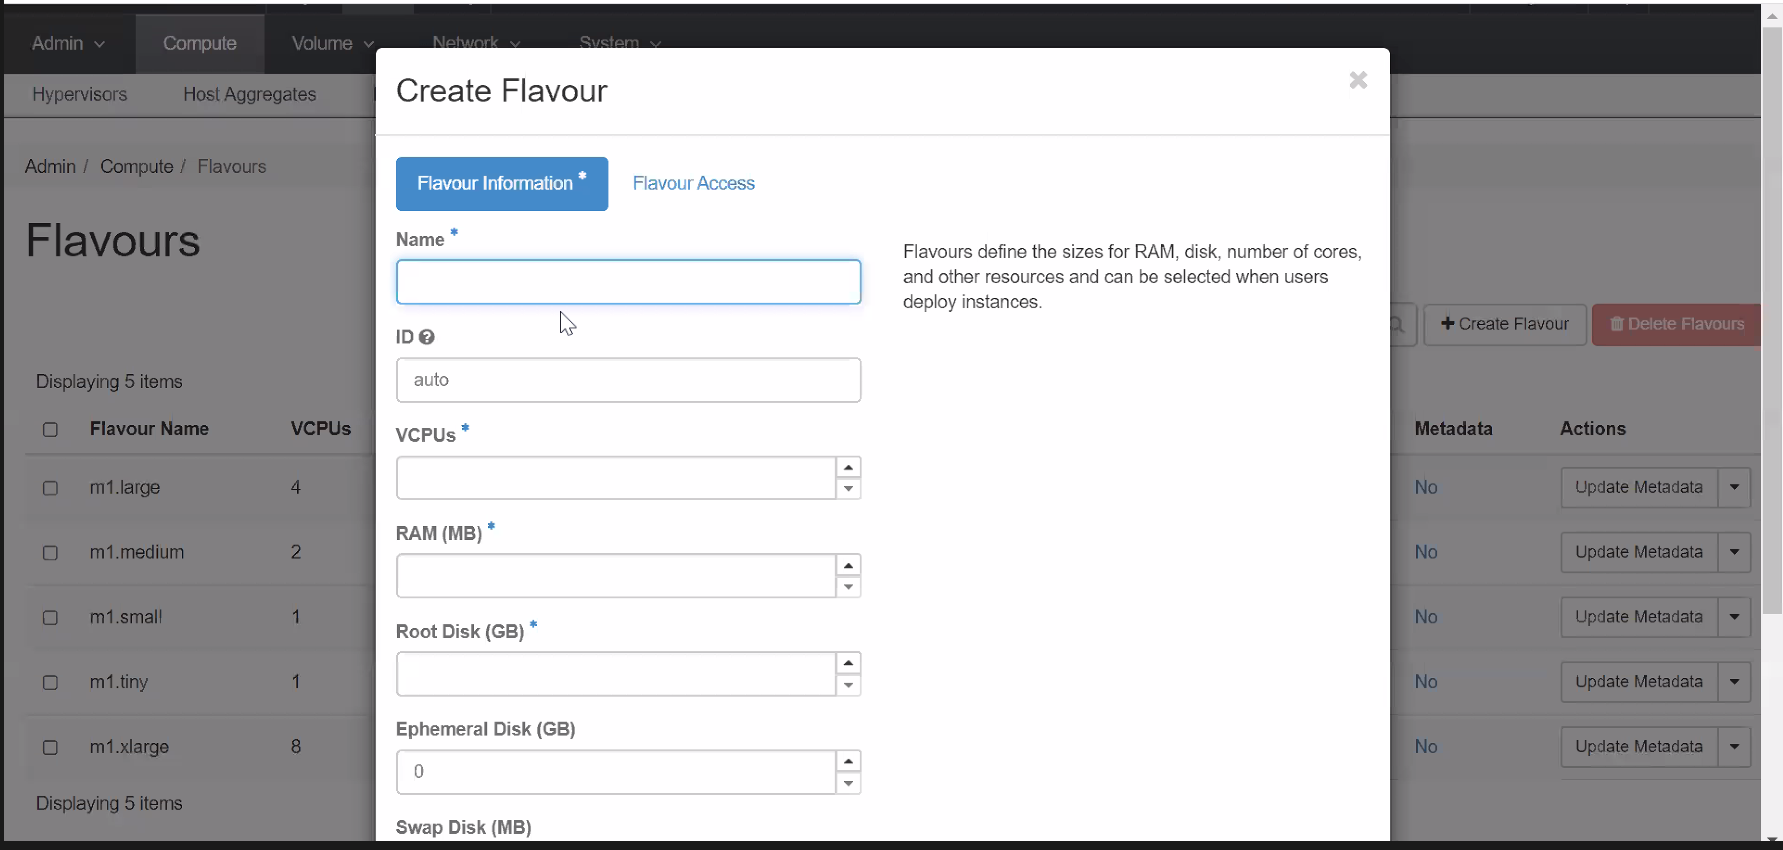 Admin
Compute
Volume
Network
System
Hypervisors
Host Aggregates
Admin / Compute / Flavours
Flavours
Create Flavour
Delete Flavours
Displaying 5 items
Flavour Name VCPUs Metadata Actions
m1.large 4 No Update Metadata
m1.medium 2 No Update Metadata
m1.small 1 No Update Metadata
m1.tiny 1 No Update Metadata
m1.xlarge 8 No Update Metadata
Displaying 5 items
Create Flavour
Flavour Information *
Flavour Access
Name *
ID
auto
VCPUs *
RAM (MB) *
Root Disk (GB) *
Ephemeral Disk (GB)
0
Swap Disk (MB)
Flavours define the sizes for RAM, disk, number of cores,
and other resources and can be selected when users
deploy instances.